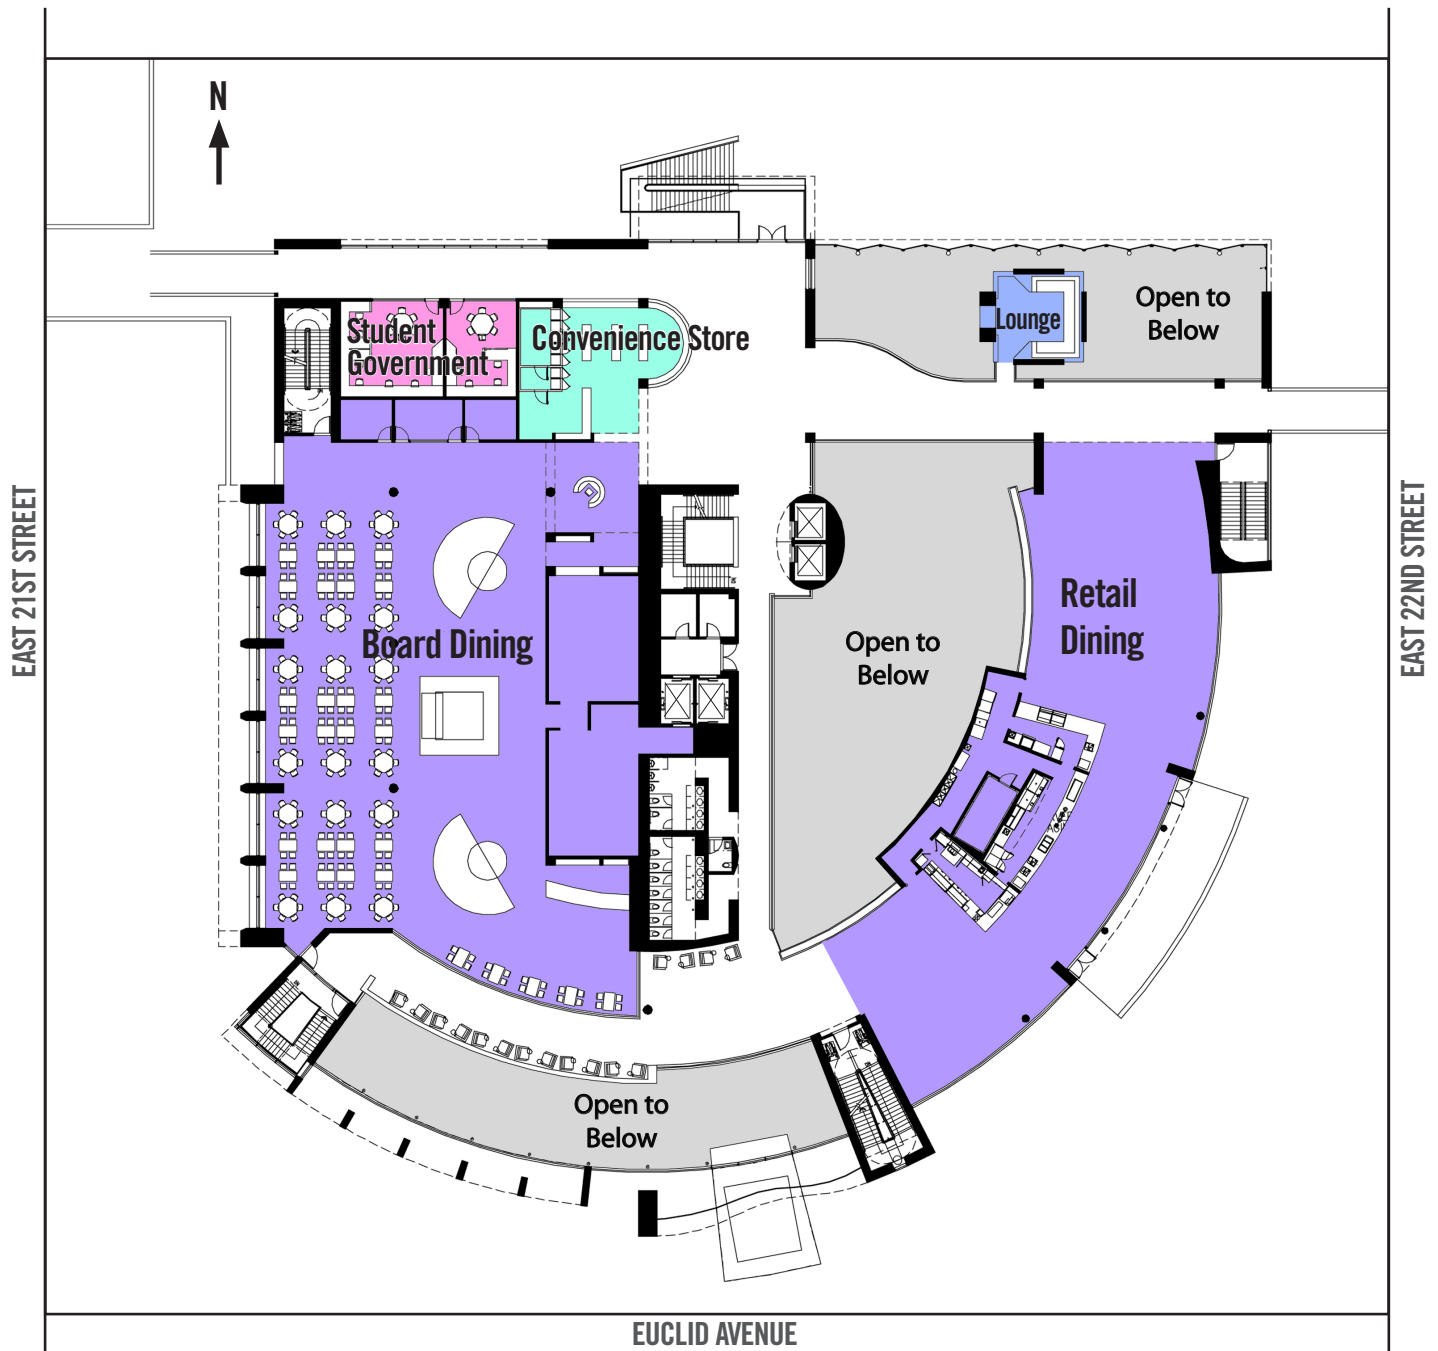 N
Open to
Below
Lounge
Student
Government
Convenience Store
EAST 21ST STREET
EAST 22ND STREET
Retail
Dining
Board Dining
Open to
Below
Open to
Below
EUCLID AVENUE